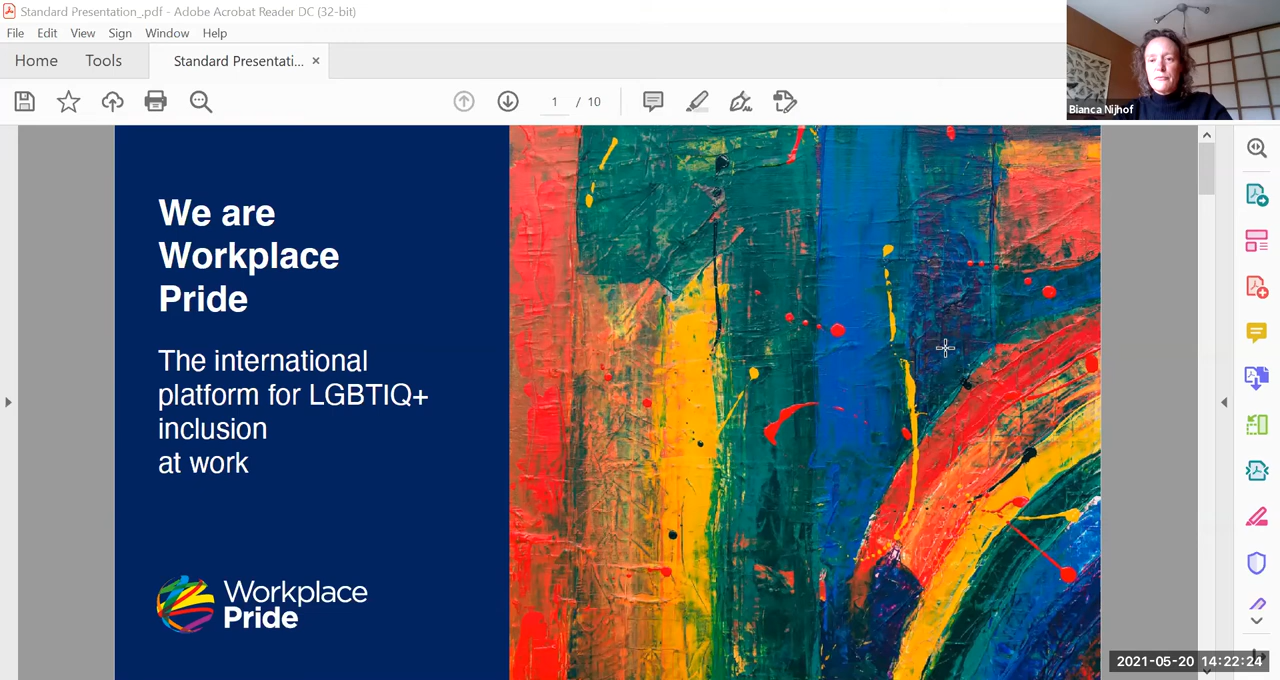 Standard Presentation_.pdf - Adobe Acrobat Reader DC (32-bit)
File Edit View Sign Window Help
Home Tools Standard Presentati... ×
1 / 10
Bianca Nijhof
We are
Workplace
Pride
The international
platform for LGBTIQ+
inclusion
at work
Workplace
Pride
2021-05-20 14:22:24